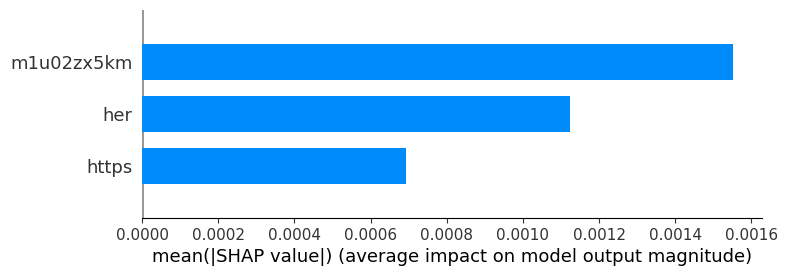 m1u02zx5km
her
https
0.0000 0.0002 0.0004 0.0006 0.0008 0.0010 0.0012 0.0014 0.0016
mean(|SHAP value|) (average impact on model output magnitude)